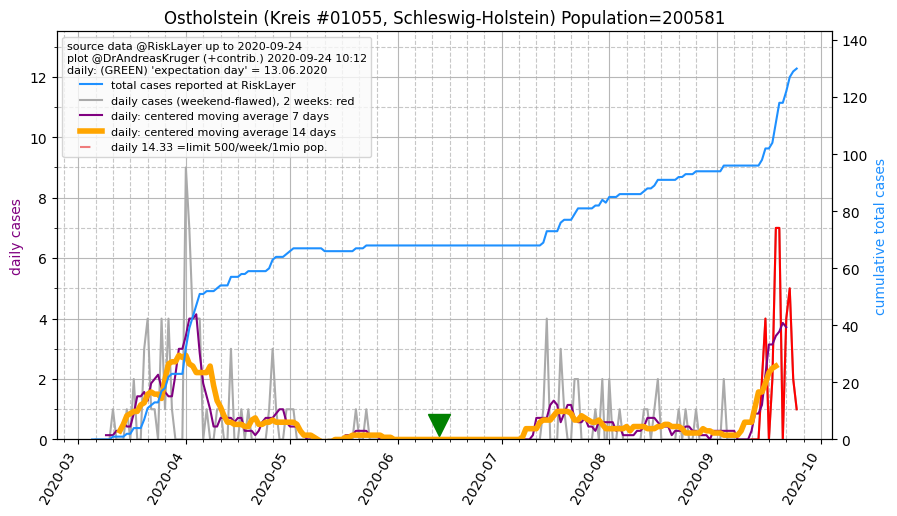 Ostholstein (Kreis #01055, Schleswig-Holstein) Population=200581
source data @RiskLayer up to 2020-09-24
plot @DrAndreasKruger (+contrib.) 2020-09-24 10:12
daily: (GREEN) 'expectation day' = 13.06.2020
total cases reported at RiskLayer
daily cases (weekend-flawed), 2 weeks: red
daily: centered moving average 7 days
daily: centered moving average 14 days
daily 14.33 =limit 500/week/1mio pop.
daily cases
12
10
8
6
4
2
0
140
120
100
80
60
40
20
0
cumulative total cases
2020-03
2020-04
2020-05
2020-06
2020-07
2020-08
2020-09
2020-10